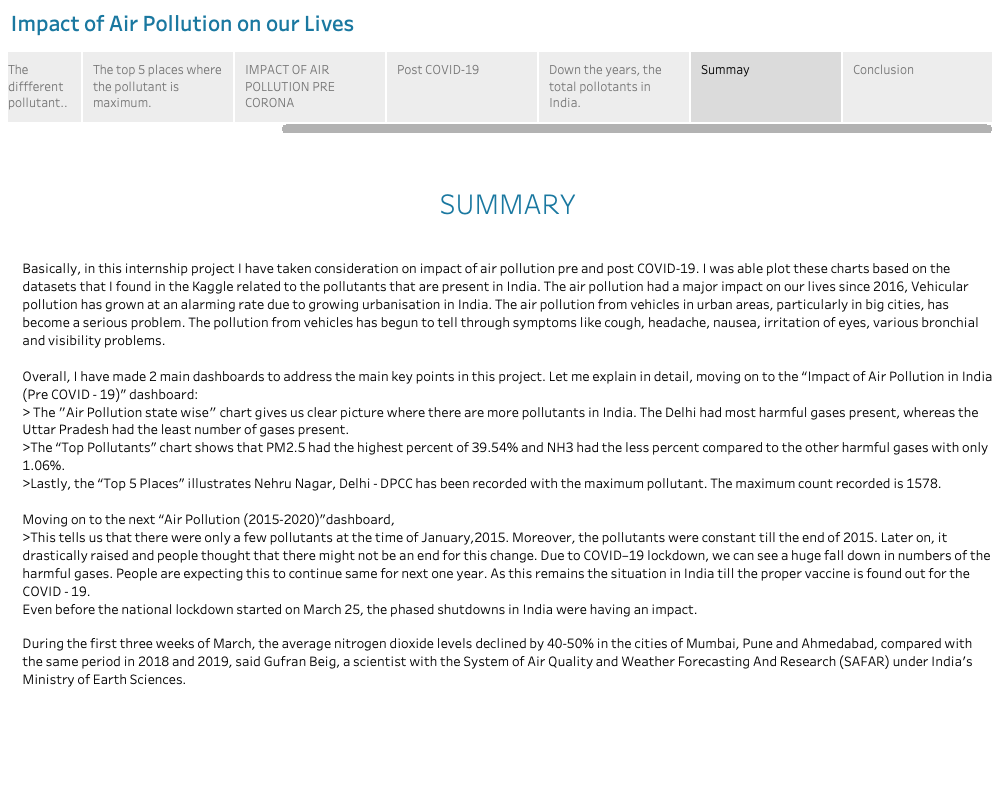 Impact of Air Pollution on our Lives
The
diffferent
pollutant..
The top 5 places where
the pollutant is
maximum.
IMPACT OF AIR
POLLUTION PRE
CORONA
Post COVID-19
Down the years, the
total pollotants in
India.
Summay
Conclusion
SUMMARY
Basically, in this internship project I have taken consideration on impact of air pollution pre and post COVID-19. I was able plot these charts based on the
datasets that I found in the Kaggle related to the pollutants that are present in India. The air pollution had a major impact on our lives since 2016, Vehicular
pollution has grown at an alarming rate due to growing urbanisation in India. The air pollution from vehicles in urban areas, particularly in big cities, has
become a serious problem. The pollution from vehicles has begun to tell through symptoms like cough, headache, nausea, irritation of eyes, various bronchial
and visibility problems.
Overall, I have made 2 main dashboards to address the main key points in this project. Let me explain in detail, moving on to the “Impact of Air Pollution in India
(Pre COVID - 19)” dashboard:
> The ”Air Pollution state wise” chart gives us clear picture where there are more pollutants in India. The Delhi had most harmful gases present, whereas the
Uttar Pradesh had the least number of gases present.
>The “Top Pollutants” chart shows that PM2.5 had the highest percent of 39.54% and NH3 had the less percent compared to the other harmful gases with only
1.06%.
>Lastly, the “Top 5 Places” illustrates Nehru Nagar, Delhi - DPCC has been recorded with the maximum pollutant. The maximum count recorded is 1578.
Moving on to the next “Air Pollution (2015-2020)”dashboard,
>This tells us that there were only a few pollutants at the time of January,2015. Moreover, the pollutants were constant till the end of 2015. Later on, it
drastically raised and people thought that there might not be an end for this change. Due to COVID–19 lockdown, we can see a huge fall down in numbers of the
harmful gases. People are expecting this to continue same for next one year. As this remains the situation in India till the proper vaccine is found out for the
COVID - 19.
Even before the national lockdown started on March 25, the phased shutdowns in India were having an impact.
During the first three weeks of March, the average nitrogen dioxide levels declined by 40-50% in the cities of Mumbai, Pune and Ahmedabad, compared with
the same period in 2018 and 2019, said Gufran Beig, a scientist with the System of Air Quality and Weather Forecasting And Research (SAFAR) under India’s
Ministry of Earth Sciences.